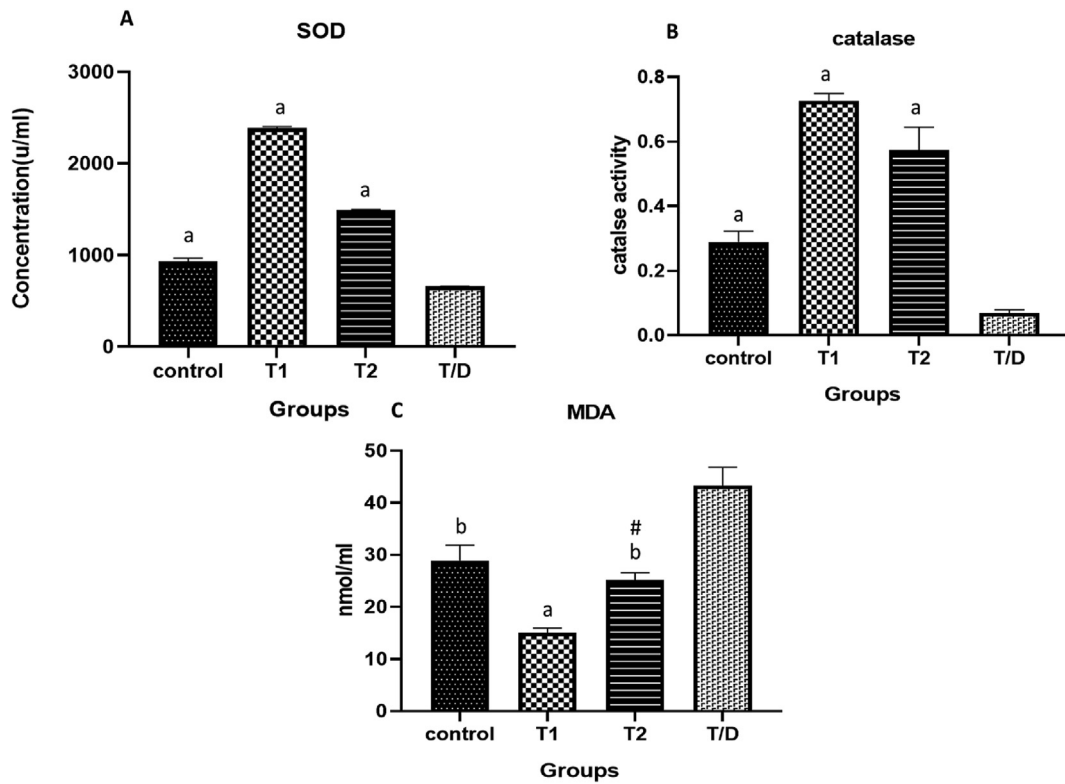 A
SOD
Concentration(u/ml)
3000
2000
1000
0
a
a
a
control
T1
T2
T/D
Groups
B
catalase
catalse activity
0.8
0.6
0.4
0.2
0.0
a
a
a
control
T1
T2
T/D
Groups
C
MDA
nmol/ml
50
40
30
20
10
0
b
a
#
b
control
T1
T2
T/D
Groups